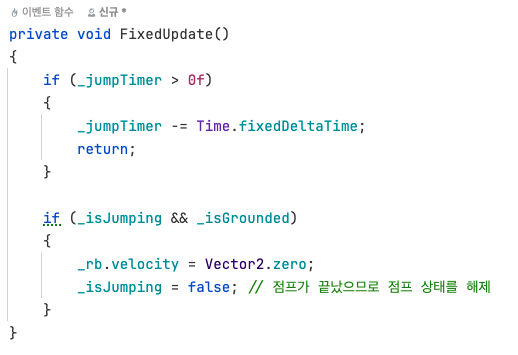 이벤트 함수 신규 *
private void FixedUpdate()
{
    if (_jumpTimer > 0f)
    {
        _jumpTimer -= Time.fixedDeltaTime;
        return;
    }
    if (_isJumping && _isGrounded)
    {
        _rb.velocity = Vector2.zero;
        _isJumping = false; // 점프가 끝났으므로 점프 상태를 해제
    }
}